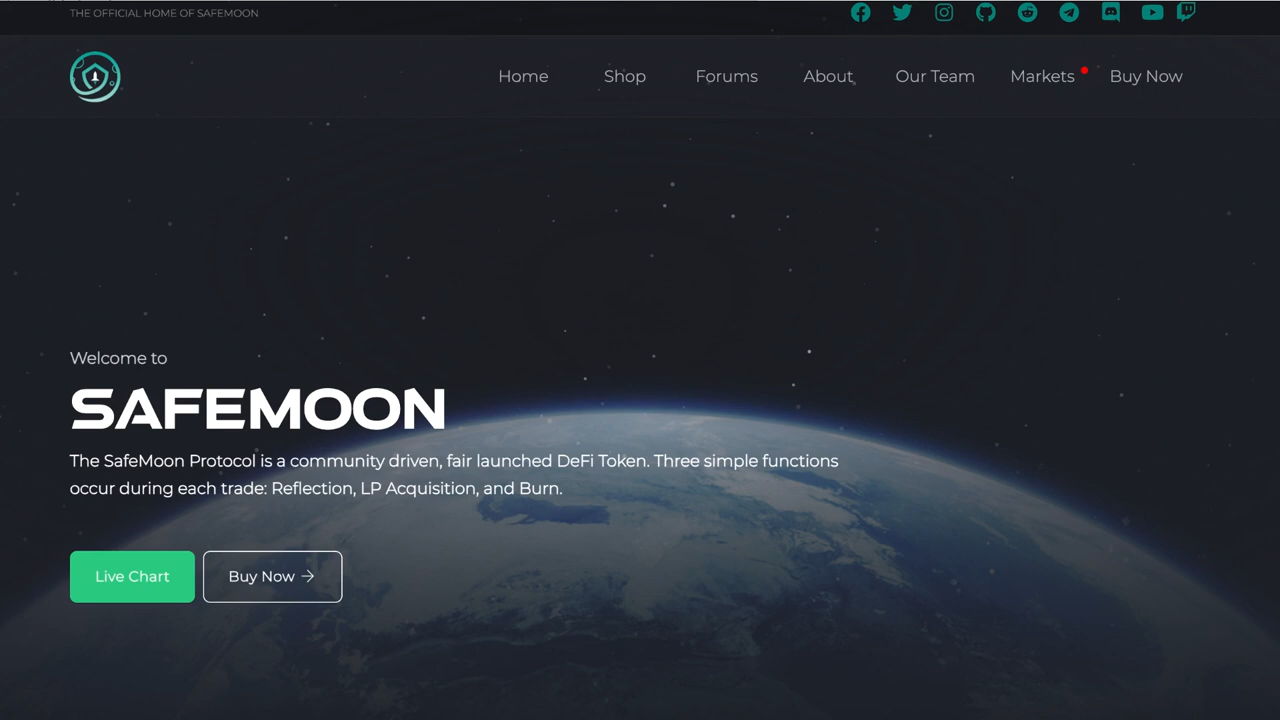 THE OFFICIAL HOME OF SAFEMOON
Home Shop Forums About Our Team Markets Buy Now
Welcome to
SAFEMOON
The SafeMoon Protocol is a community driven, fair launched DeFi Token. Three simple functions
occur during each trade: Reflection, LP Acquisition, and Burn.
Live Chart Buy Now →